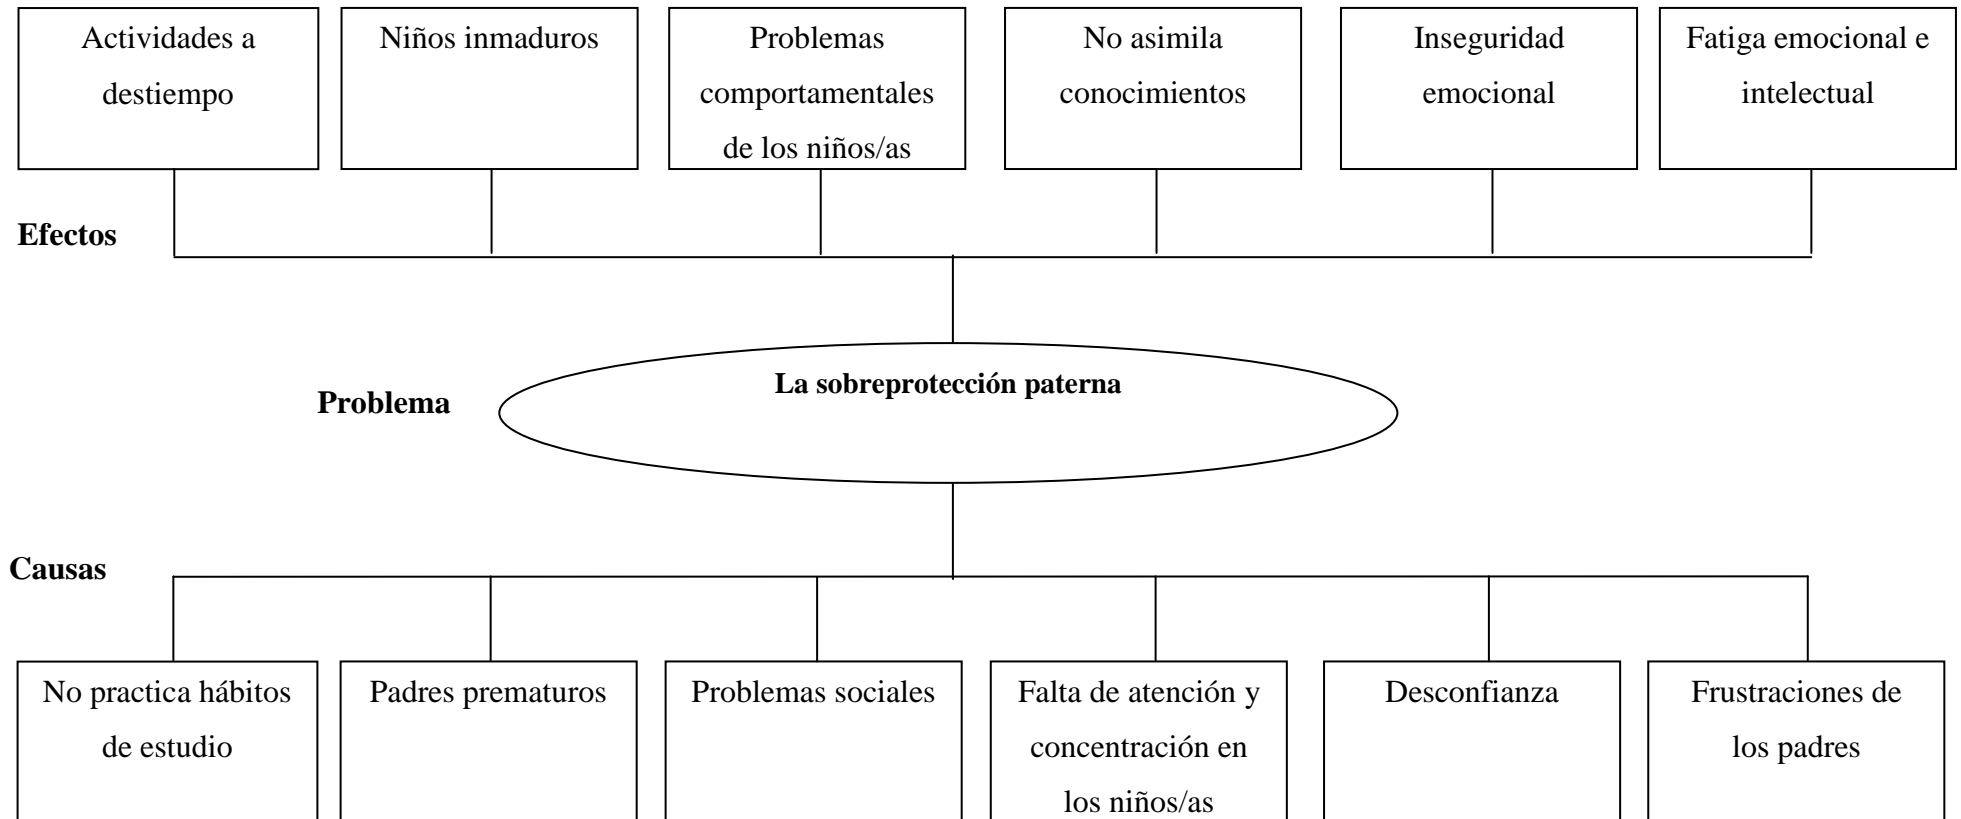 Actividades a
destiempo
Niños inmaduros
Problemas
comportamentales
de los niños/as
No asimila
conocimientos
Inseguridad
emocional
Fatiga emocional e
intelectual
Efectos
La sobreprotección paterna
Problema
Causas
No practica hábitos
de estudio
Padres prematuros
Problemas sociales
Falta de atención y
concentración en
los niños/as
Desconfianza
Frustraciones de
los padres